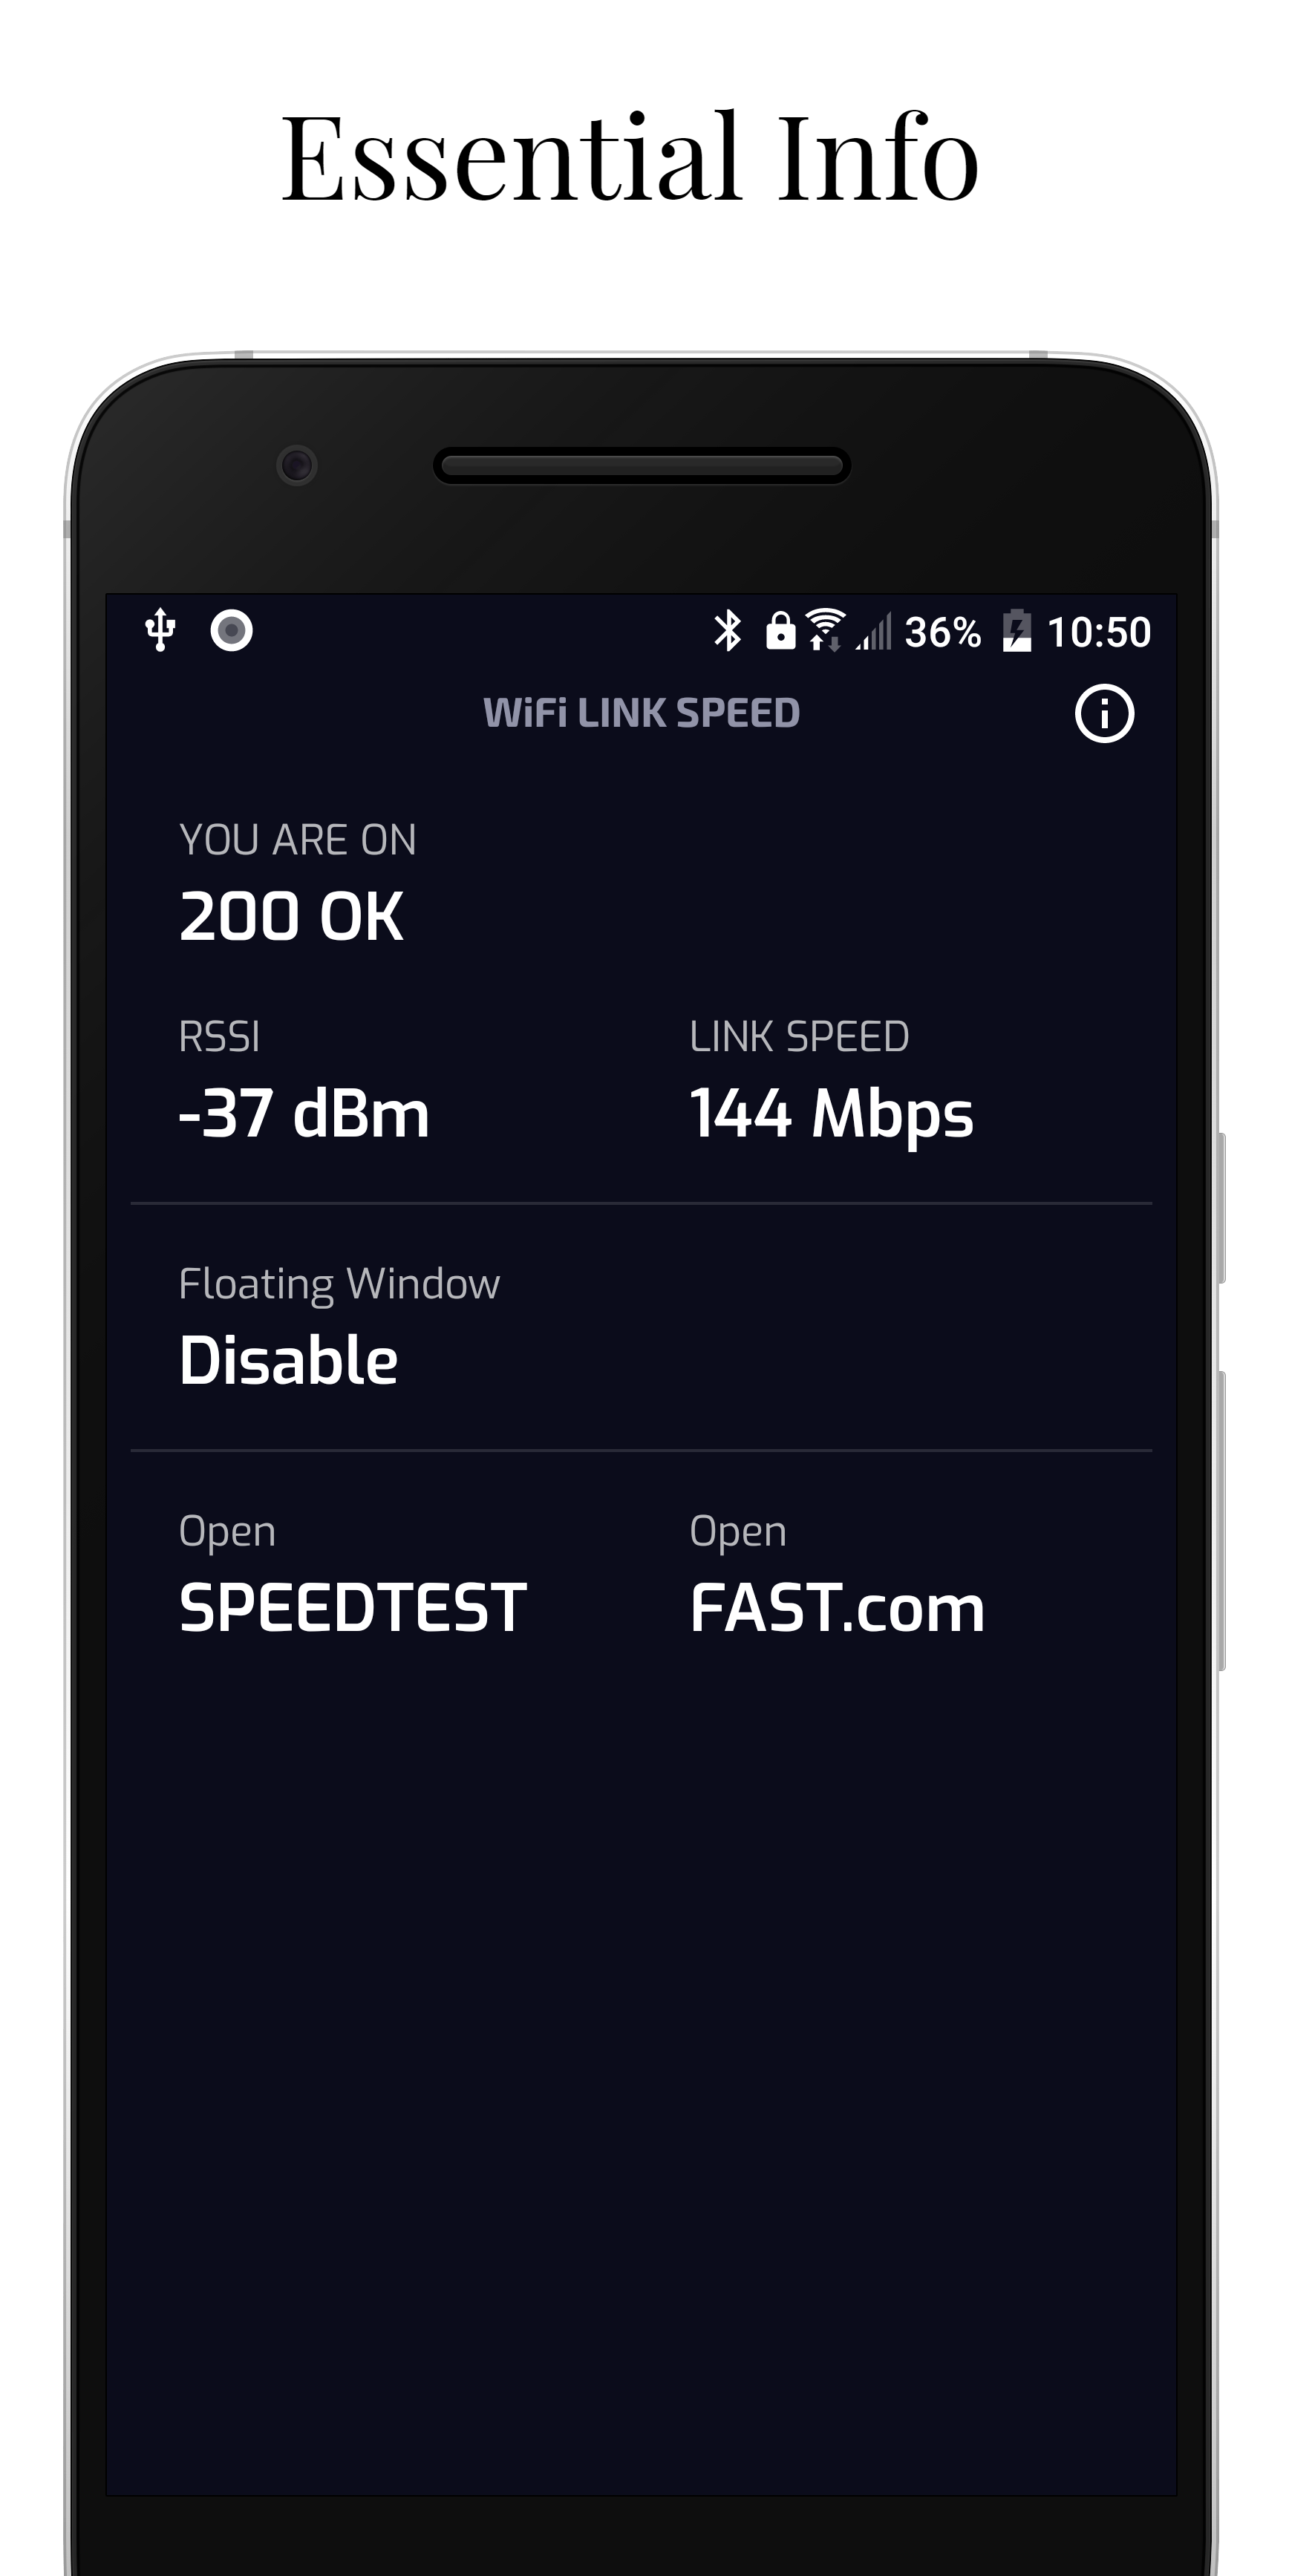 Essential Info
36% 10:50
WiFi LINK SPEED
YOU ARE ON
200 OK
RSSI LINK SPEED
-37 dBm 144 Mbps
Floating Window
Disable
Open Open
SPEEDTEST FAST.com